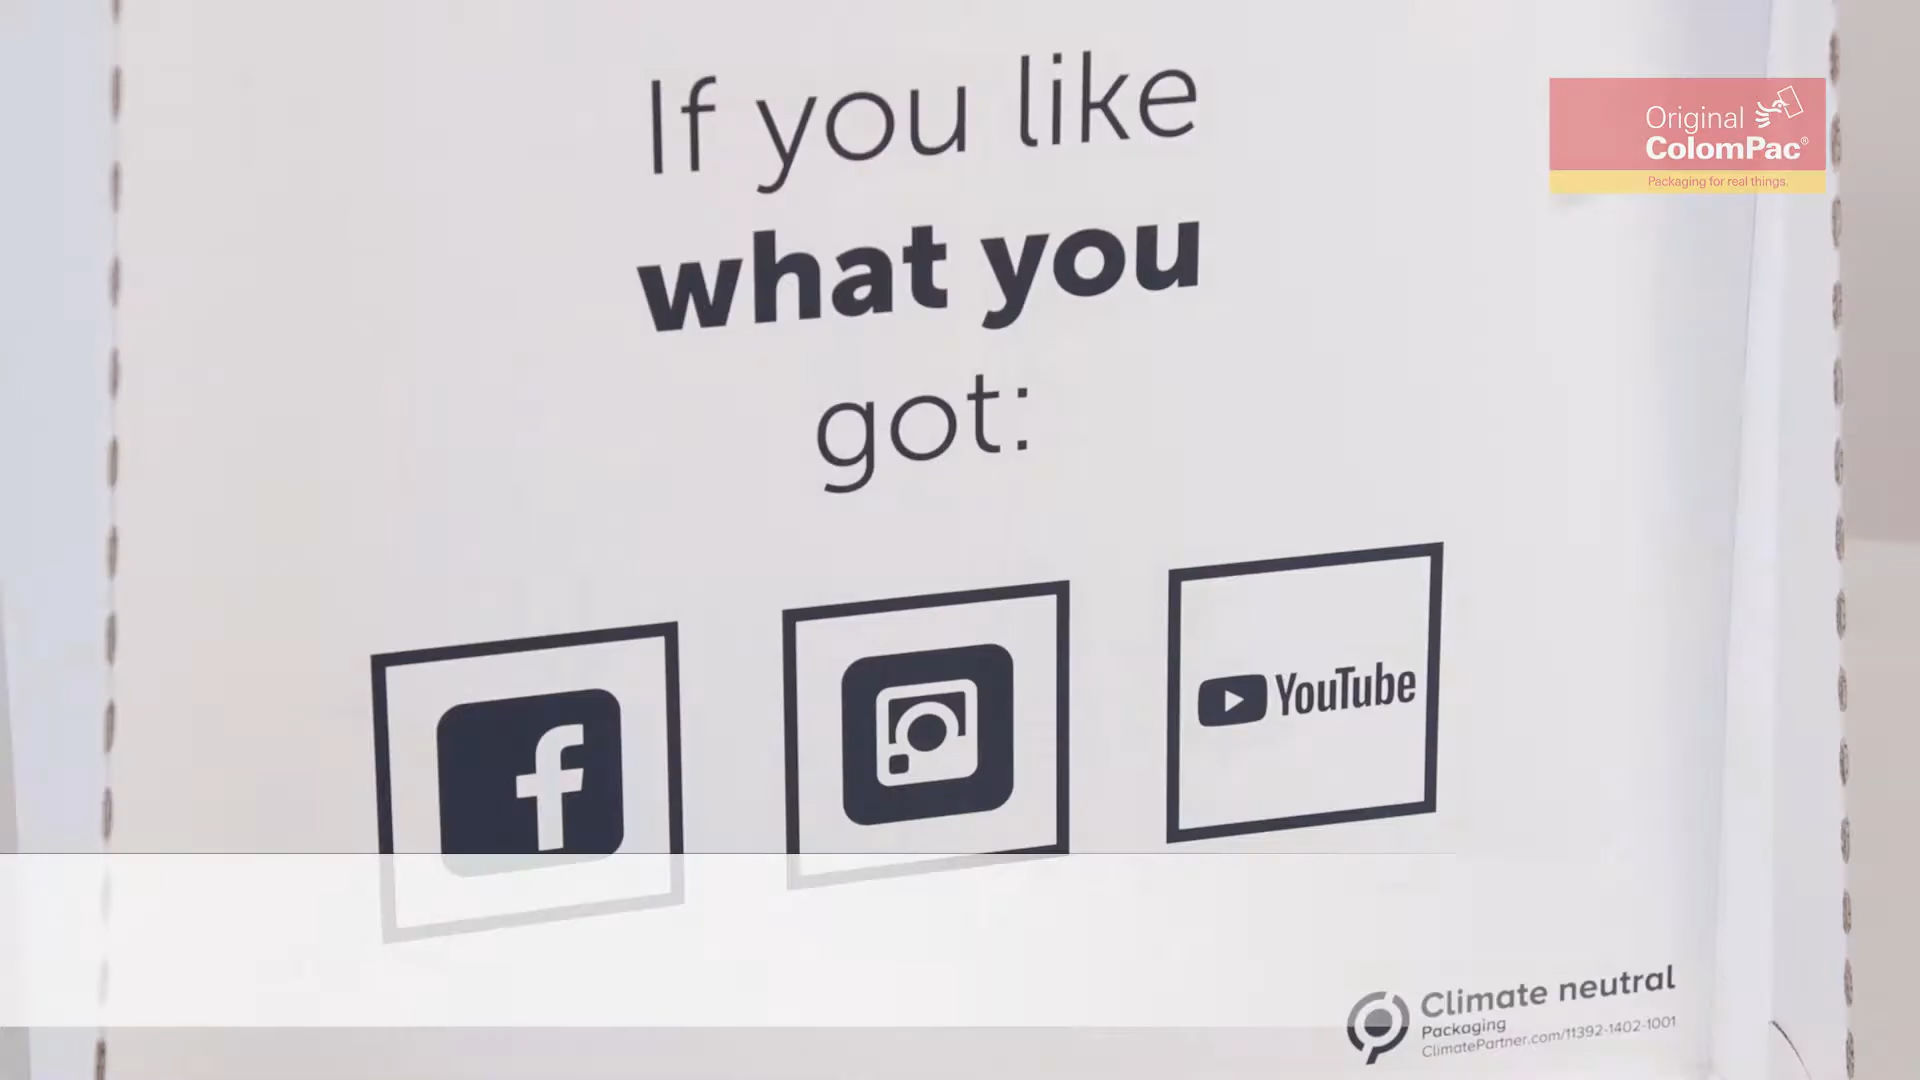 If you like
what you
got:
Original
ColomPac®
Packaging for real things.
f
YouTube
Climate neutral
Packaging
ClimatePartner.com/11392-1402-1001